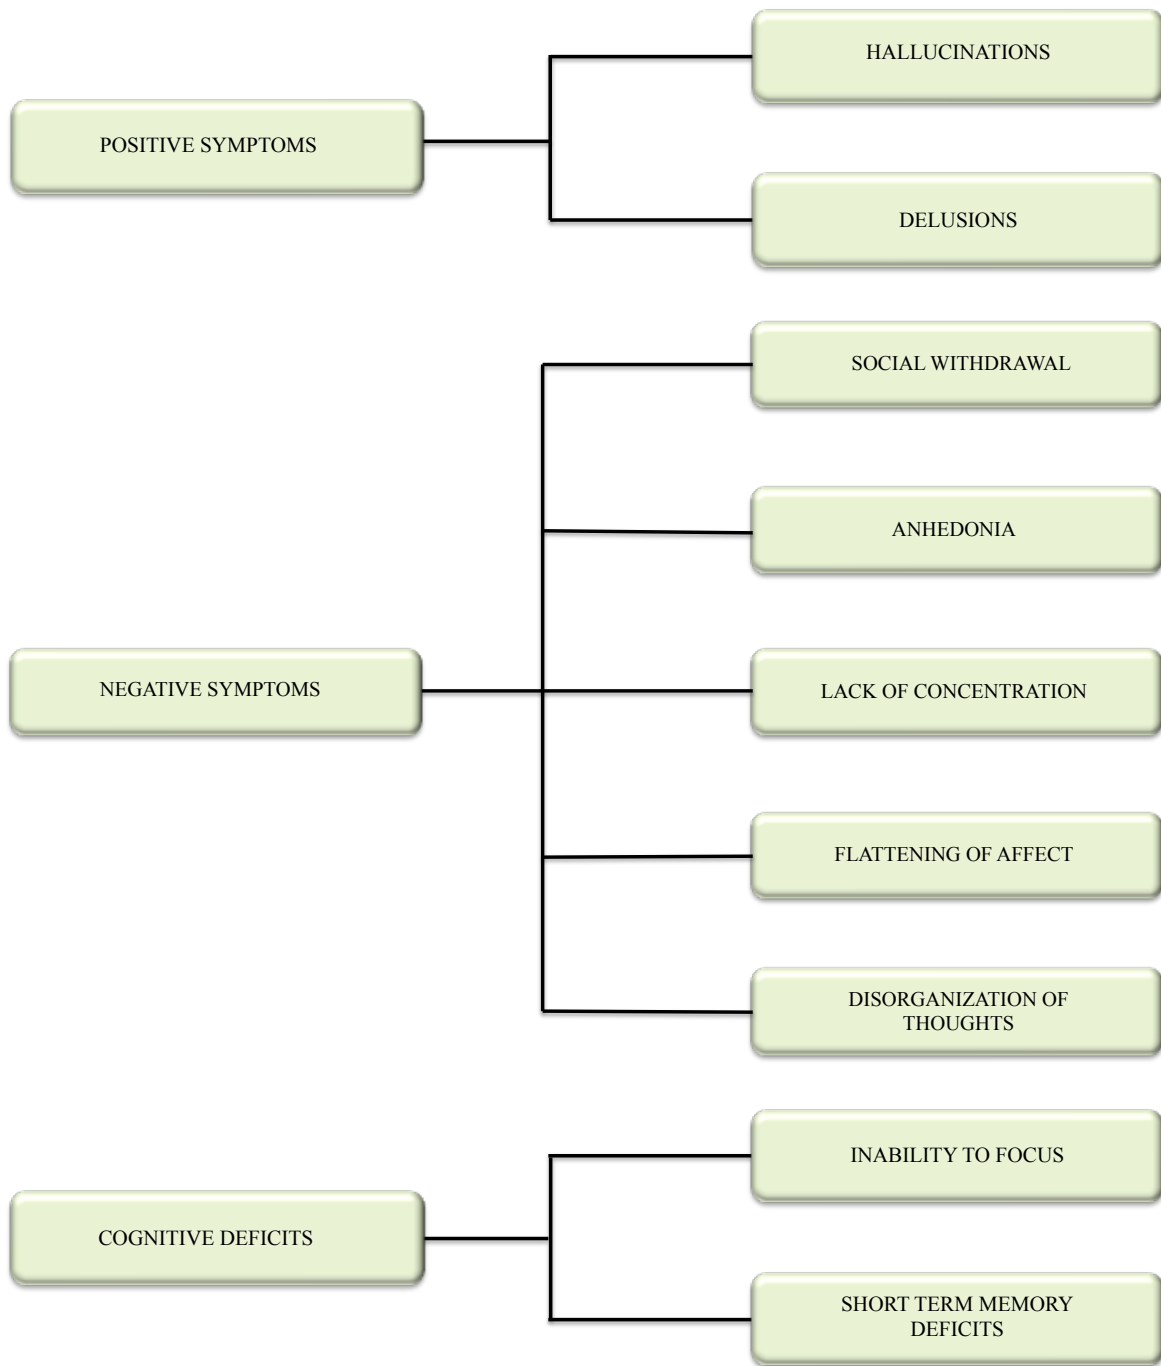 HALLUCINATIONS
POSITIVE SYMPTOMS
DELUSIONS
SOCIAL WITHDRAWAL
ANHEDONIA
NEGATIVE SYMPTOMS
LACK OF CONCENTRATION
FLATTENING OF AFFECT
DISORGANIZATION OF
THOUGHTS
INABILITY TO FOCUS
COGNITIVE DEFICITS
SHORT TERM MEMORY
DEFICITS